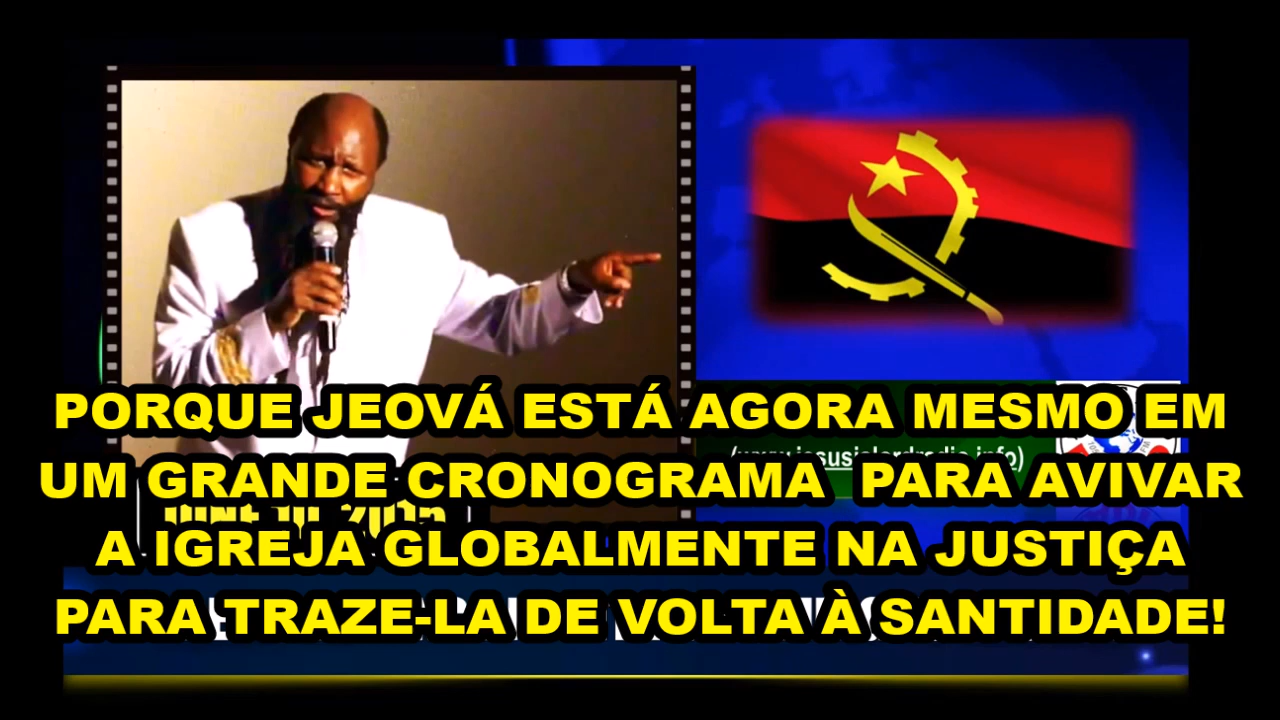 PORQUE JEOVÁ ESTÁ AGORA MESMO EM
UM GRANDE CRONOGRAMA PARA AVIVAR
A IGREJA GLOBALMENTE NA JUSTIÇA
PARA TRAZE-LA DE VOLTA À SANTIDADE!